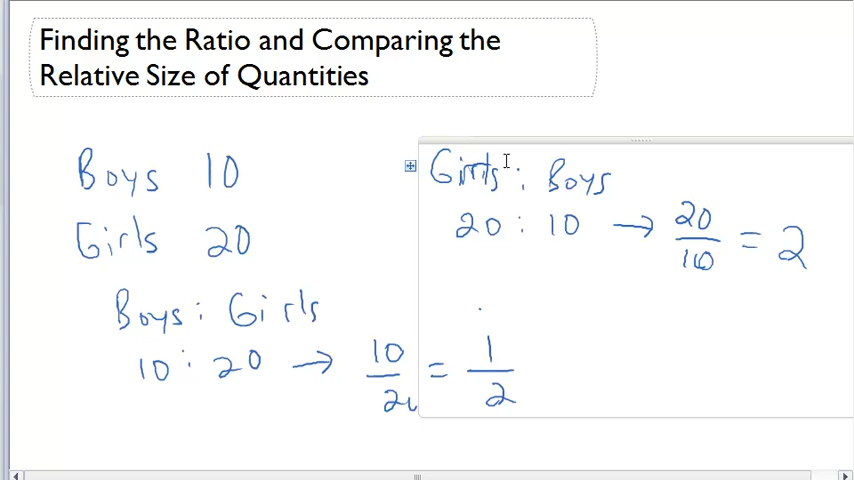 Finding the Ratio and Comparing the
Relative Size of Quantities
Boys 10
Girls 20
Boys : Girls
10 : 20 → 10/20 = 1/2
Girls : Boys
20 : 10 → 20/10 = 2